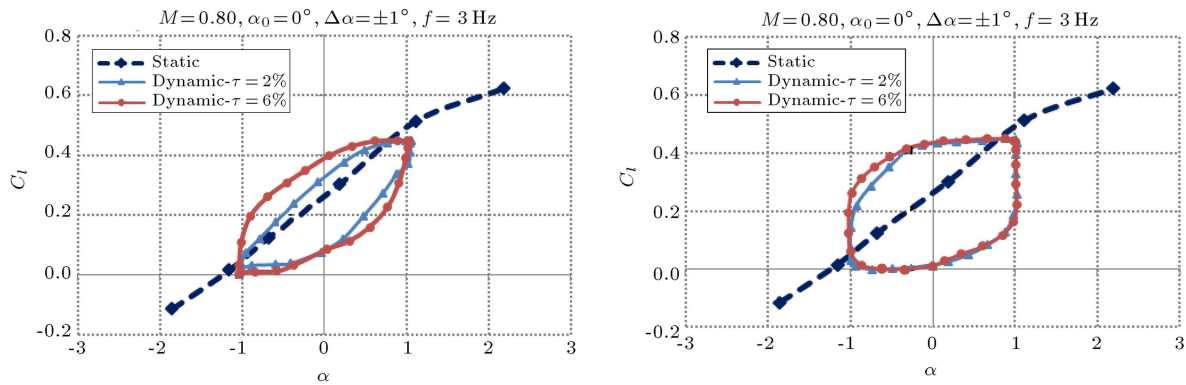 M=0.80, α₀=0°, Δα=±1°, f=3 Hz
0.8
0.6
0.4
0.2
0.0
-0.2
C_l
Static
Dynamic-τ=2%
Dynamic-τ=6%
-3 -2 -1 0 1 2 3
α
M=0.80, α₀=0°, Δα=±1°, f=3 Hz
0.8
0.6
0.4
0.2
0.0
-0.2
C_l
Static
Dynamic-τ=2%
Dynamic-τ=6%
-3 -2 -1 0 1 2 3
α